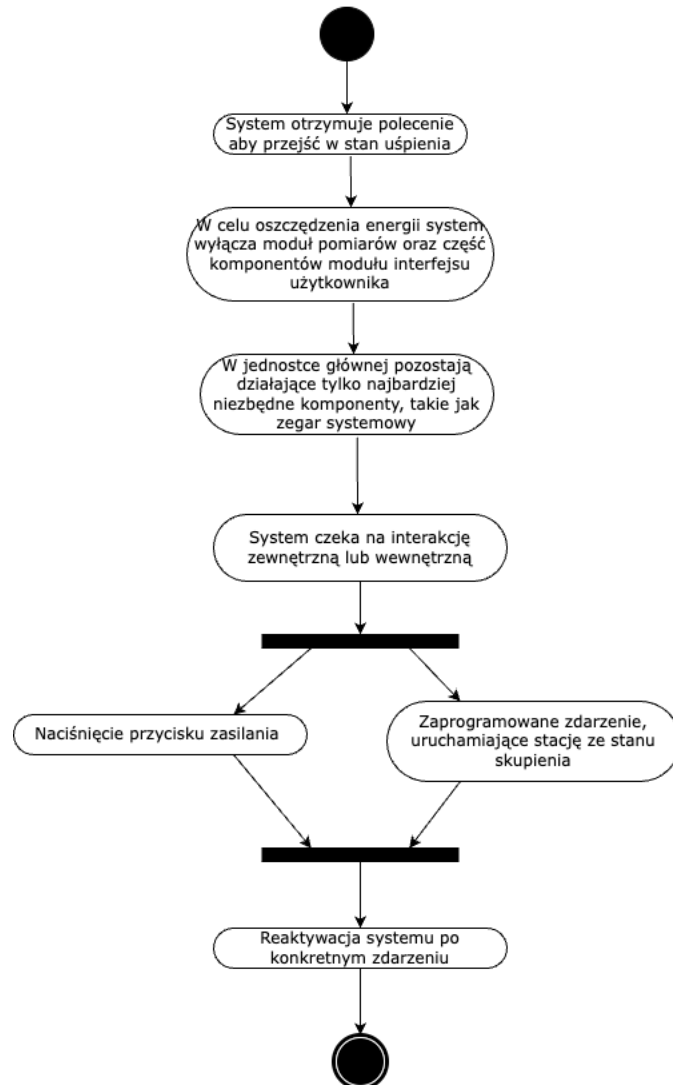 System otrzymuje polecenie
aby przejść w stan uśpienia
W celu oszczędzenia energii system
wyłącza moduł pomiarów oraz część
komponentów modułu interfejsu
użytkownika
W jednostce głównej pozostają
działające tylko najbardziej
niezbędne komponenty, takie jak
zegar systemowy
System czeka na interakcję
zewnętrzną lub wewnętrzną
Naciśnięcie przycisku zasilania
Zaprogramowane zdarzenie,
uruchamiające stację ze stanu
skupienia
Reaktywacja systemu po
konkretnym zdarzeniu